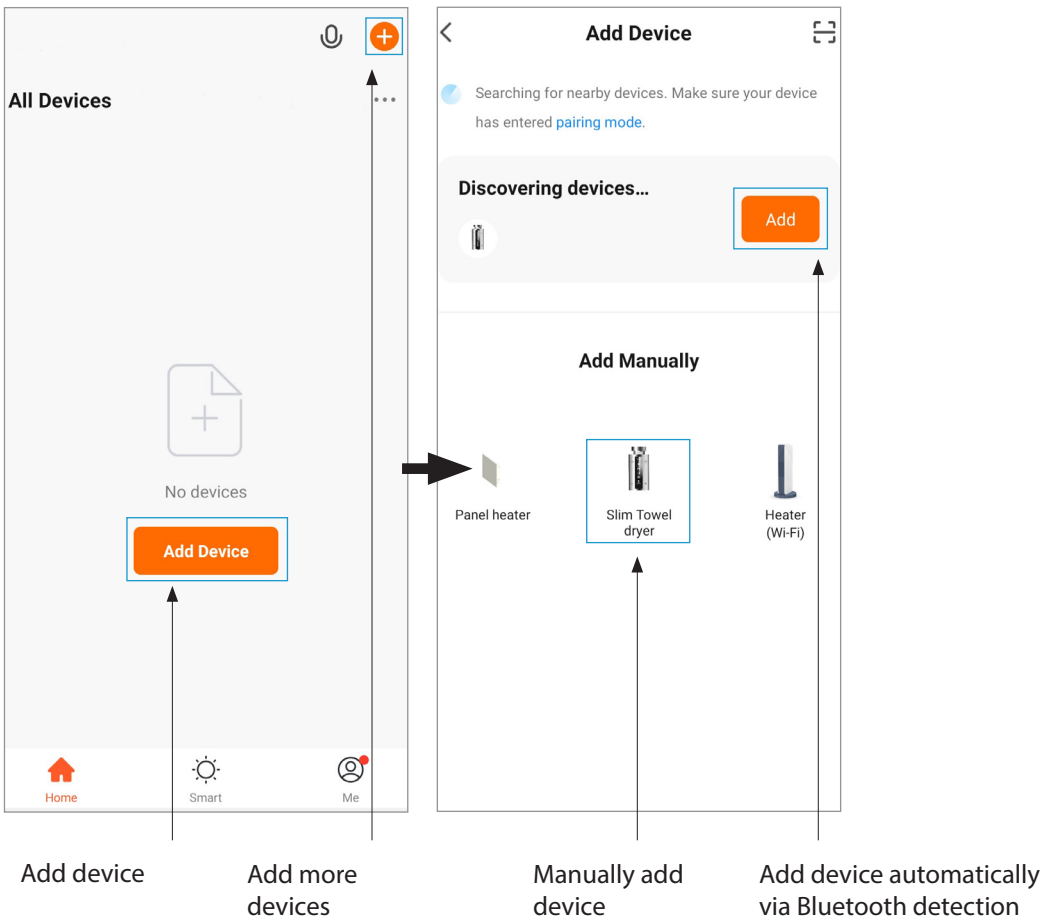 All Devices
No devices
Add Device
Home
Smart
Me
Add Device
Searching for nearby devices. Make sure your device
has entered pairing mode.
Discovering devices...
Add
Add Manually
Panel heater
Slim Towel
dryer
Heater
(Wi-Fi)
Add device
Add more
devices
Manually add
device
Add device automatically
via Bluetooth detection